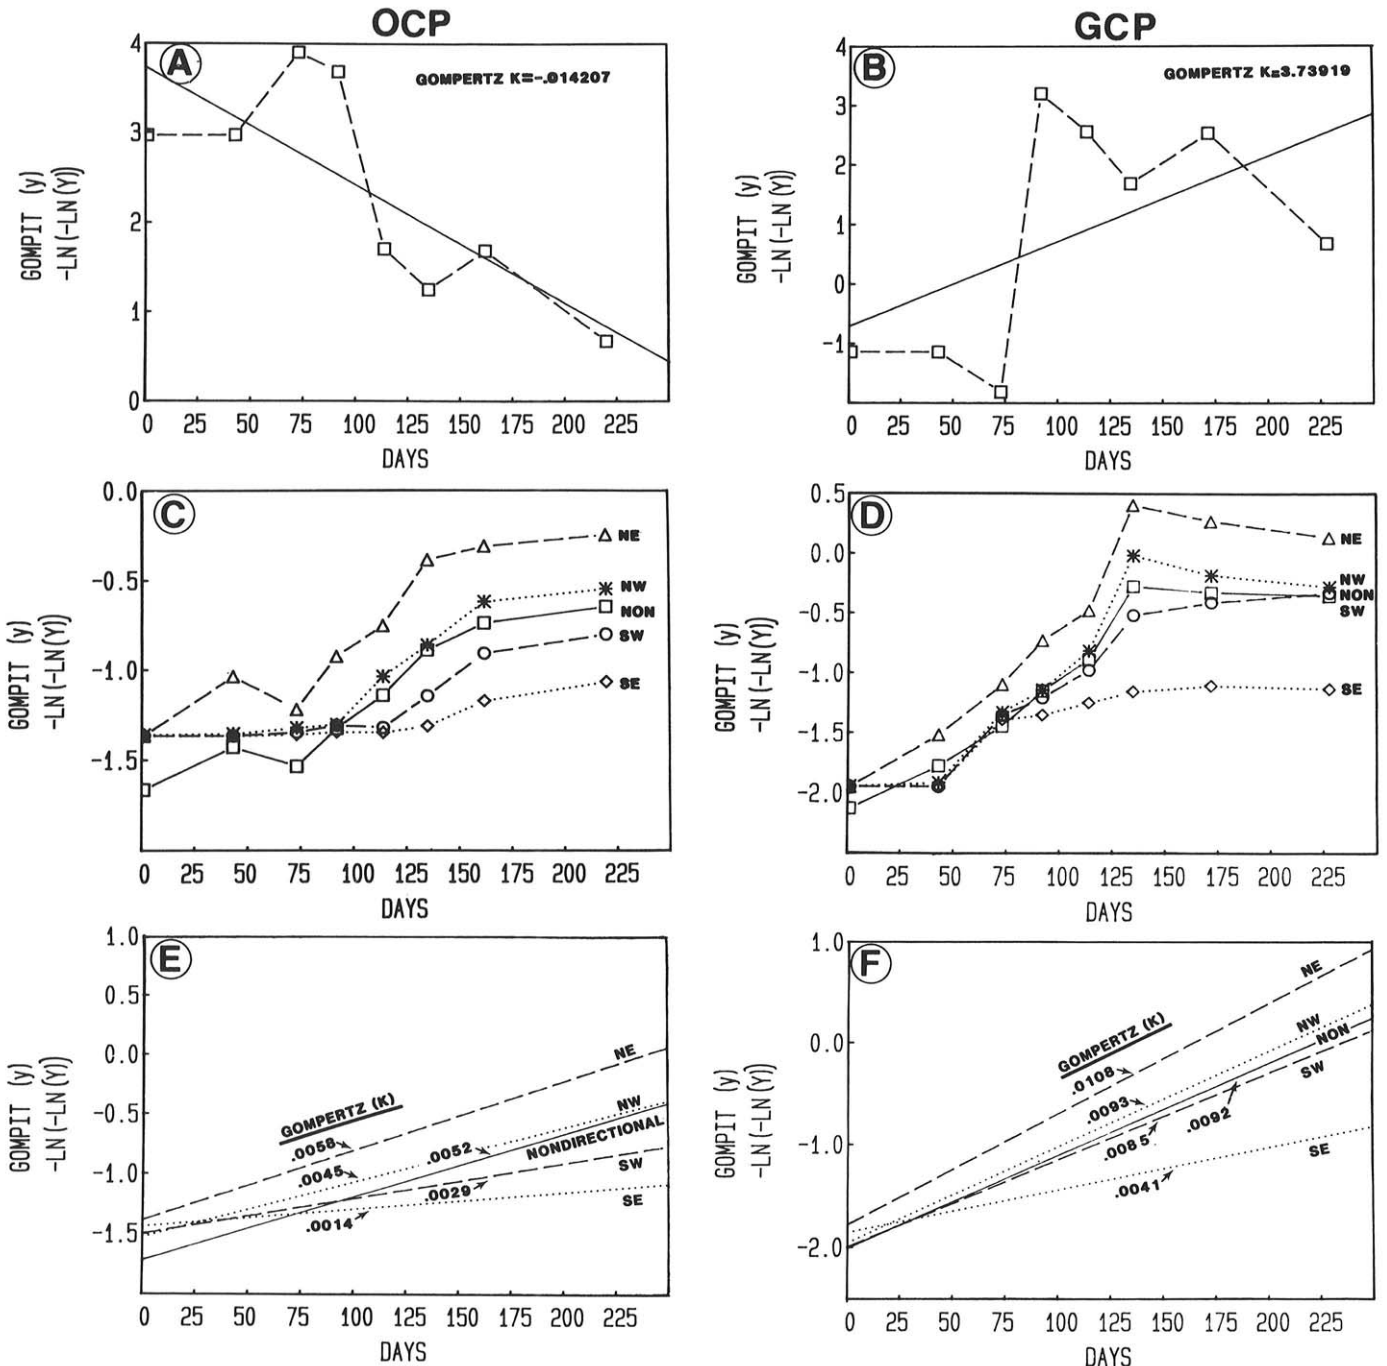 OCP
GCP
A
GOMPERTZ K=-.014207
4
3
2
1
0
GOMPIT (y)
-LN(-LN(Y))
0 25 50 75 100 125 150 175 200 225
DAYS
B
GOMPERTZ K=3.73919
4
3
2
1
0
-1
GOMPIT (y)
-LN(-LN(Y))
0 25 50 75 100 125 150 175 200 225
DAYS
C
0.0
-0.5
-1.0
-1.5
GOMPIT (y)
-LN(-LN(Y))
NE
NW
NON
SW
SE
0 25 50 75 100 125 150 175 200 225
DAYS
D
0.5
0.0
-0.5
-1.0
-1.5
-2.0
GOMPIT (y)
-LN(-LN(Y))
NE
NW
NON
SW
SE
0 25 50 75 100 125 150 175 200 225
DAYS
E
1.0
0.5
0.0
-0.5
-1.0
-1.5
GOMPIT (y)
-LN(-LN(Y))
GOMPERTZ (K)
.0058
.0045
.0052
.0029
.0014
NE
NW
NONDIRECTIONAL
SW
SE
0 25 50 75 100 125 150 175 200 225
DAYS
F
1.0
0.0
-1.0
-2.0
GOMPIT (y)
-LN(-LN(Y))
GOMPERTZ (K)
.0108
.0093
.0085
.0092
.0041
NE
NW
NON
SW
SE
0 25 50 75 100 125 150 175 200 225
DAYS